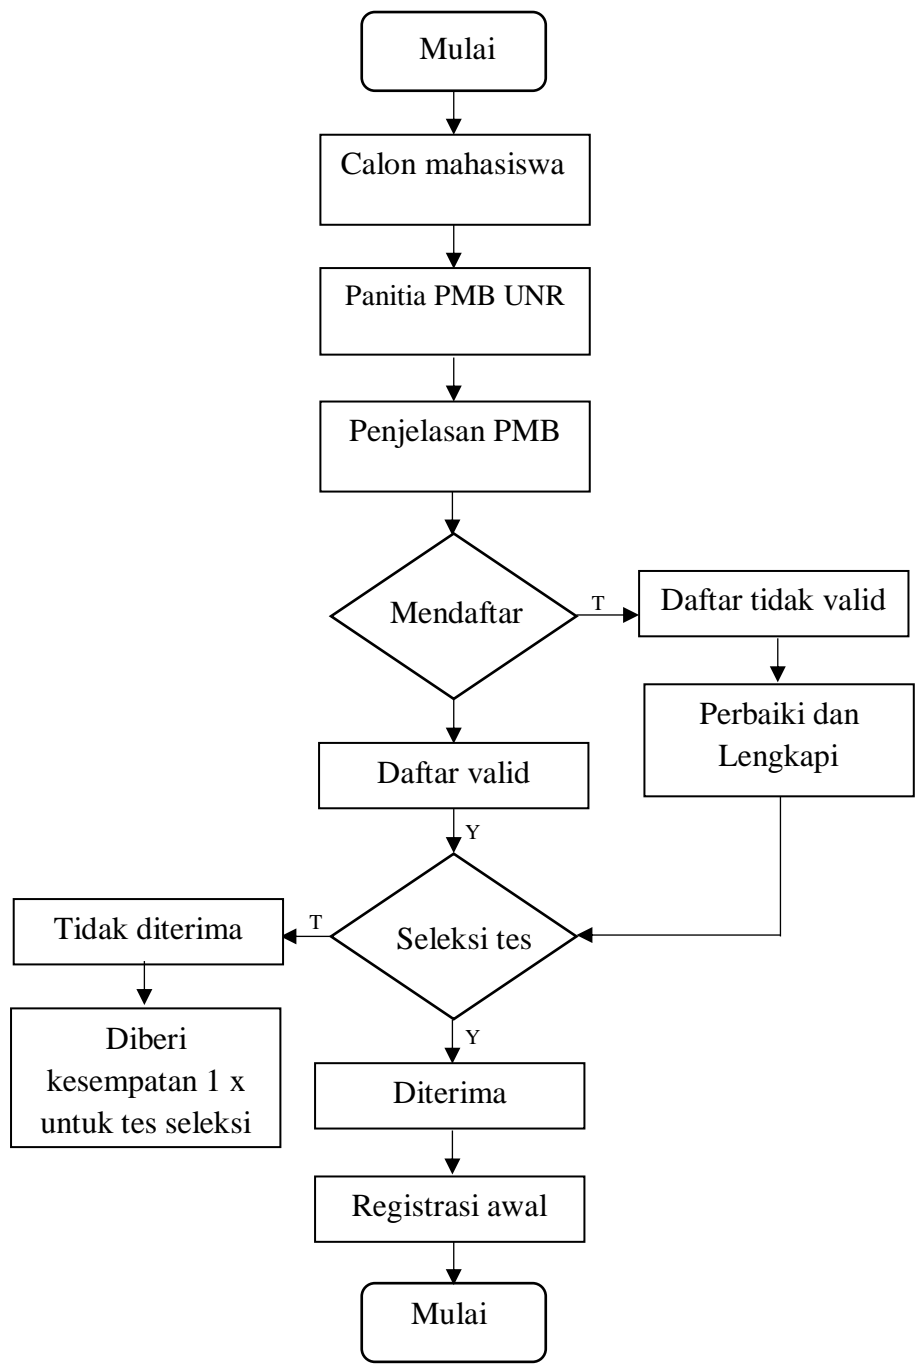 Mulai
Calon mahasiswa
Panitia PMB UNR
Penjelasan PMB
Mendaftar
T
Daftar tidak valid
Perbaiki dan
Lengkapi
Daftar valid
Y
Seleksi tes
T
Tidak diterima
Diberi
kesempatan 1 x
untuk tes seleksi
Y
Diterima
Registrasi awal
Mulai